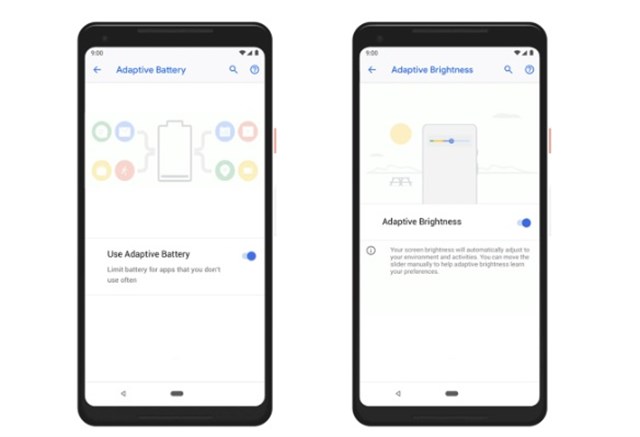 9:00
Adaptive Battery
Use Adaptive Battery
Limit battery for apps that you don't
use often
9:00
Adaptive Brightness
Adaptive Brightness
Your screen brightness will automatically adjust to
your environment and activities. You can move the
slider manually to help adaptive brightness learn
your preferences.